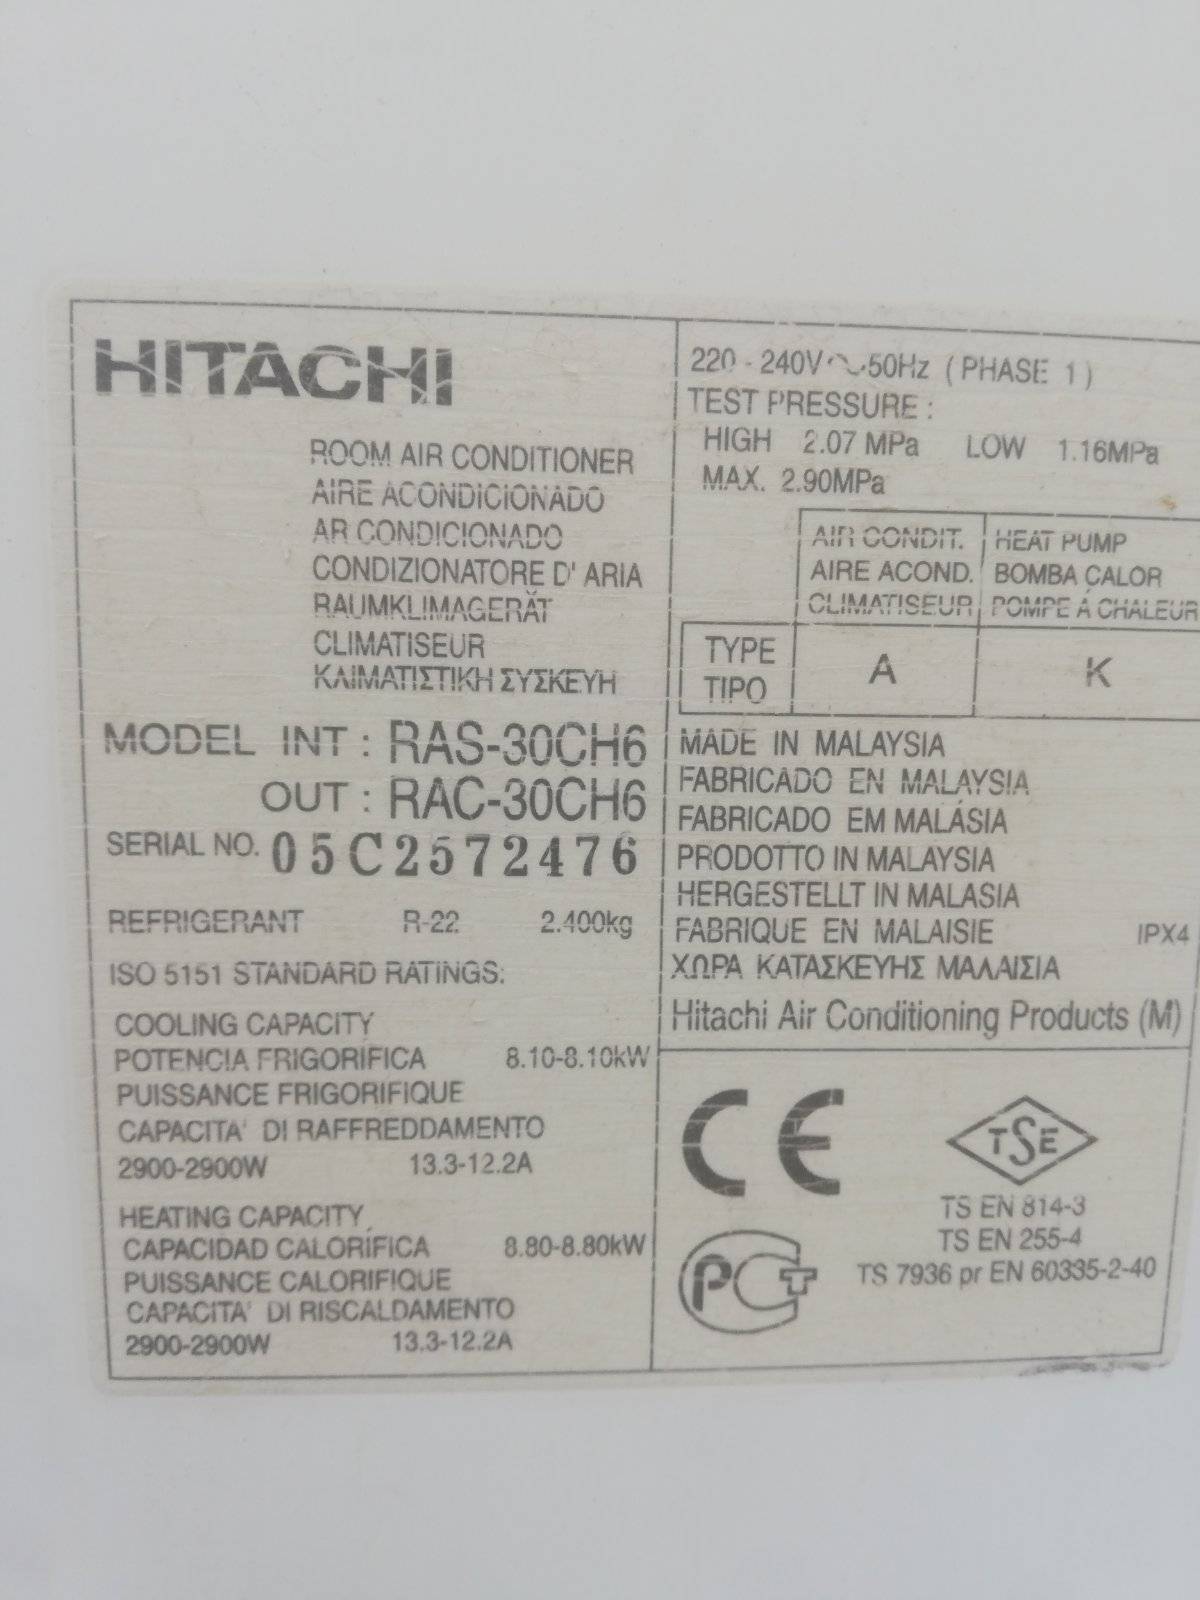 HITACHI
ROOM AIR CONDITIONER
AIRE ACONDICIONADO
AR CONDICIONADO
CONDIZIONATORE D' ARIA
RAUMKLIMAGERÄT
CLIMATISEUR
ΚΛΙΜΑΤΙΣΤΙΚΗ ΣΥΣΚΕΥΗ
MODEL INT : RAS-30CH6
OUT : RAC-30CH6
SERIAL NO. 05C2572476
REFRIGERANT R-22 2.400kg
ISO 5151 STANDARD RATINGS:
COOLING CAPACITY
POTENCIA FRIGORÍFICA 8.10-8.10kW
PUISSANCE FRIGORIFIQUE
CAPACITA' DI RAFFREDDAMENTO
2900-2900W 13.3-12.2A
HEATING CAPACITY
CAPACIDAD CALORÍFICA 8.80-8.80kW
PUISSANCE CALORIFIQUE
CAPACITA' DI RISCALDAMENTO
2900-2900W 13.3-12.2A
220 - 240V ~ 50Hz ( PHASE 1 )
TEST PRESSURE :
HIGH 2.07 MPa LOW 1.16MPa
MAX. 2.90MPa
AIR CONDIT. HEAT PUMP
AIRE ACOND. BOMBA CALOR
CLIMATISEUR POMPE Á CHALEUR
TYPE
TIPO A K
MADE IN MALAYSIA
FABRICADO EN MALAYSIA
FABRICADO EM MALÁSIA
PRODOTTO IN MALAYSIA
HERGESTELLT IN MALASIA
FABRIQUE EN MALAISIE IPX4
ΧΩΡΑ ΚΑΤΑΣΚΕΥΗΣ ΜΑΛΑΙΣΙΑ
Hitachi Air Conditioning Products (M)
CE
TSE
TS EN 814-3
TS EN 255-4
TS 7936 pr EN 60335-2-40
PCT